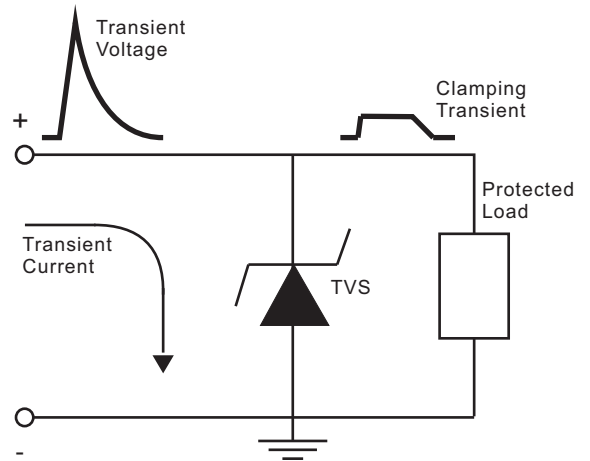 Transient
Voltage
Clamping
Transient
+
Protected
Load
Transient
Current
TVS
-